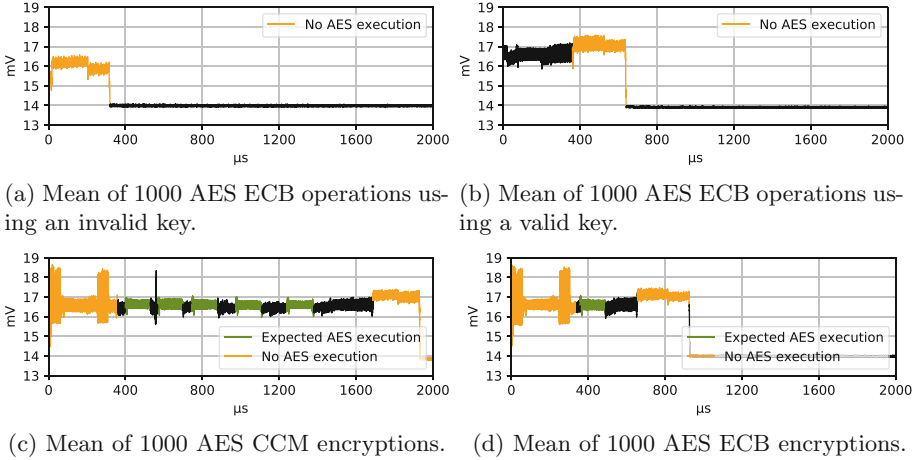 19
18
17
16
15
14
13
mV
No AES execution
0 400 800 1200 1600 2000
µs
19
18
17
16
15
14
13
mV
No AES execution
0 400 800 1200 1600 2000
µs
(a) Mean of 1000 AES ECB operations us-
ing an invalid key.
(b) Mean of 1000 AES ECB operations us-
ing a valid key.
19
18
17
16
15
14
13
mV
Expected AES execution
No AES execution
0 400 800 1200 1600 2000
µs
19
18
17
16
15
14
13
mV
Expected AES execution
No AES execution
0 400 800 1200 1600 2000
µs
(c) Mean of 1000 AES CCM encryptions.
(d) Mean of 1000 AES ECB encryptions.